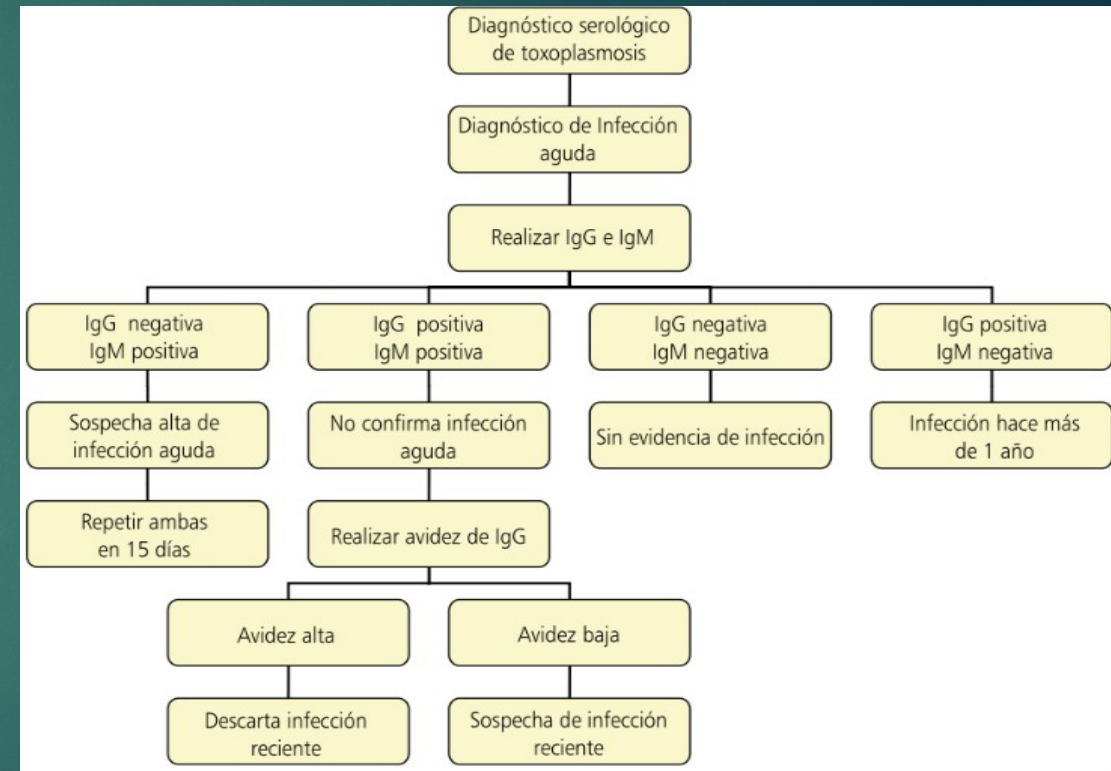 Diagnóstico serológico
de toxoplasmosis
Diagnóstico de Infección
aguda
Realizar IgG e IgM
IgG negativa
IgM positiva
IgG positiva
IgM positiva
IgG negativa
IgM negativa
IgG positiva
IgM negativa
Sospecha alta de
infección aguda
No confirma infección
aguda
Sin evidencia de infección
Infección hace más
de 1 año
Repetir ambas
en 15 días
Realizar avidez de IgG
Avidez alta
Avidez baja
Descarta infección
reciente
Sospecha de infección
reciente